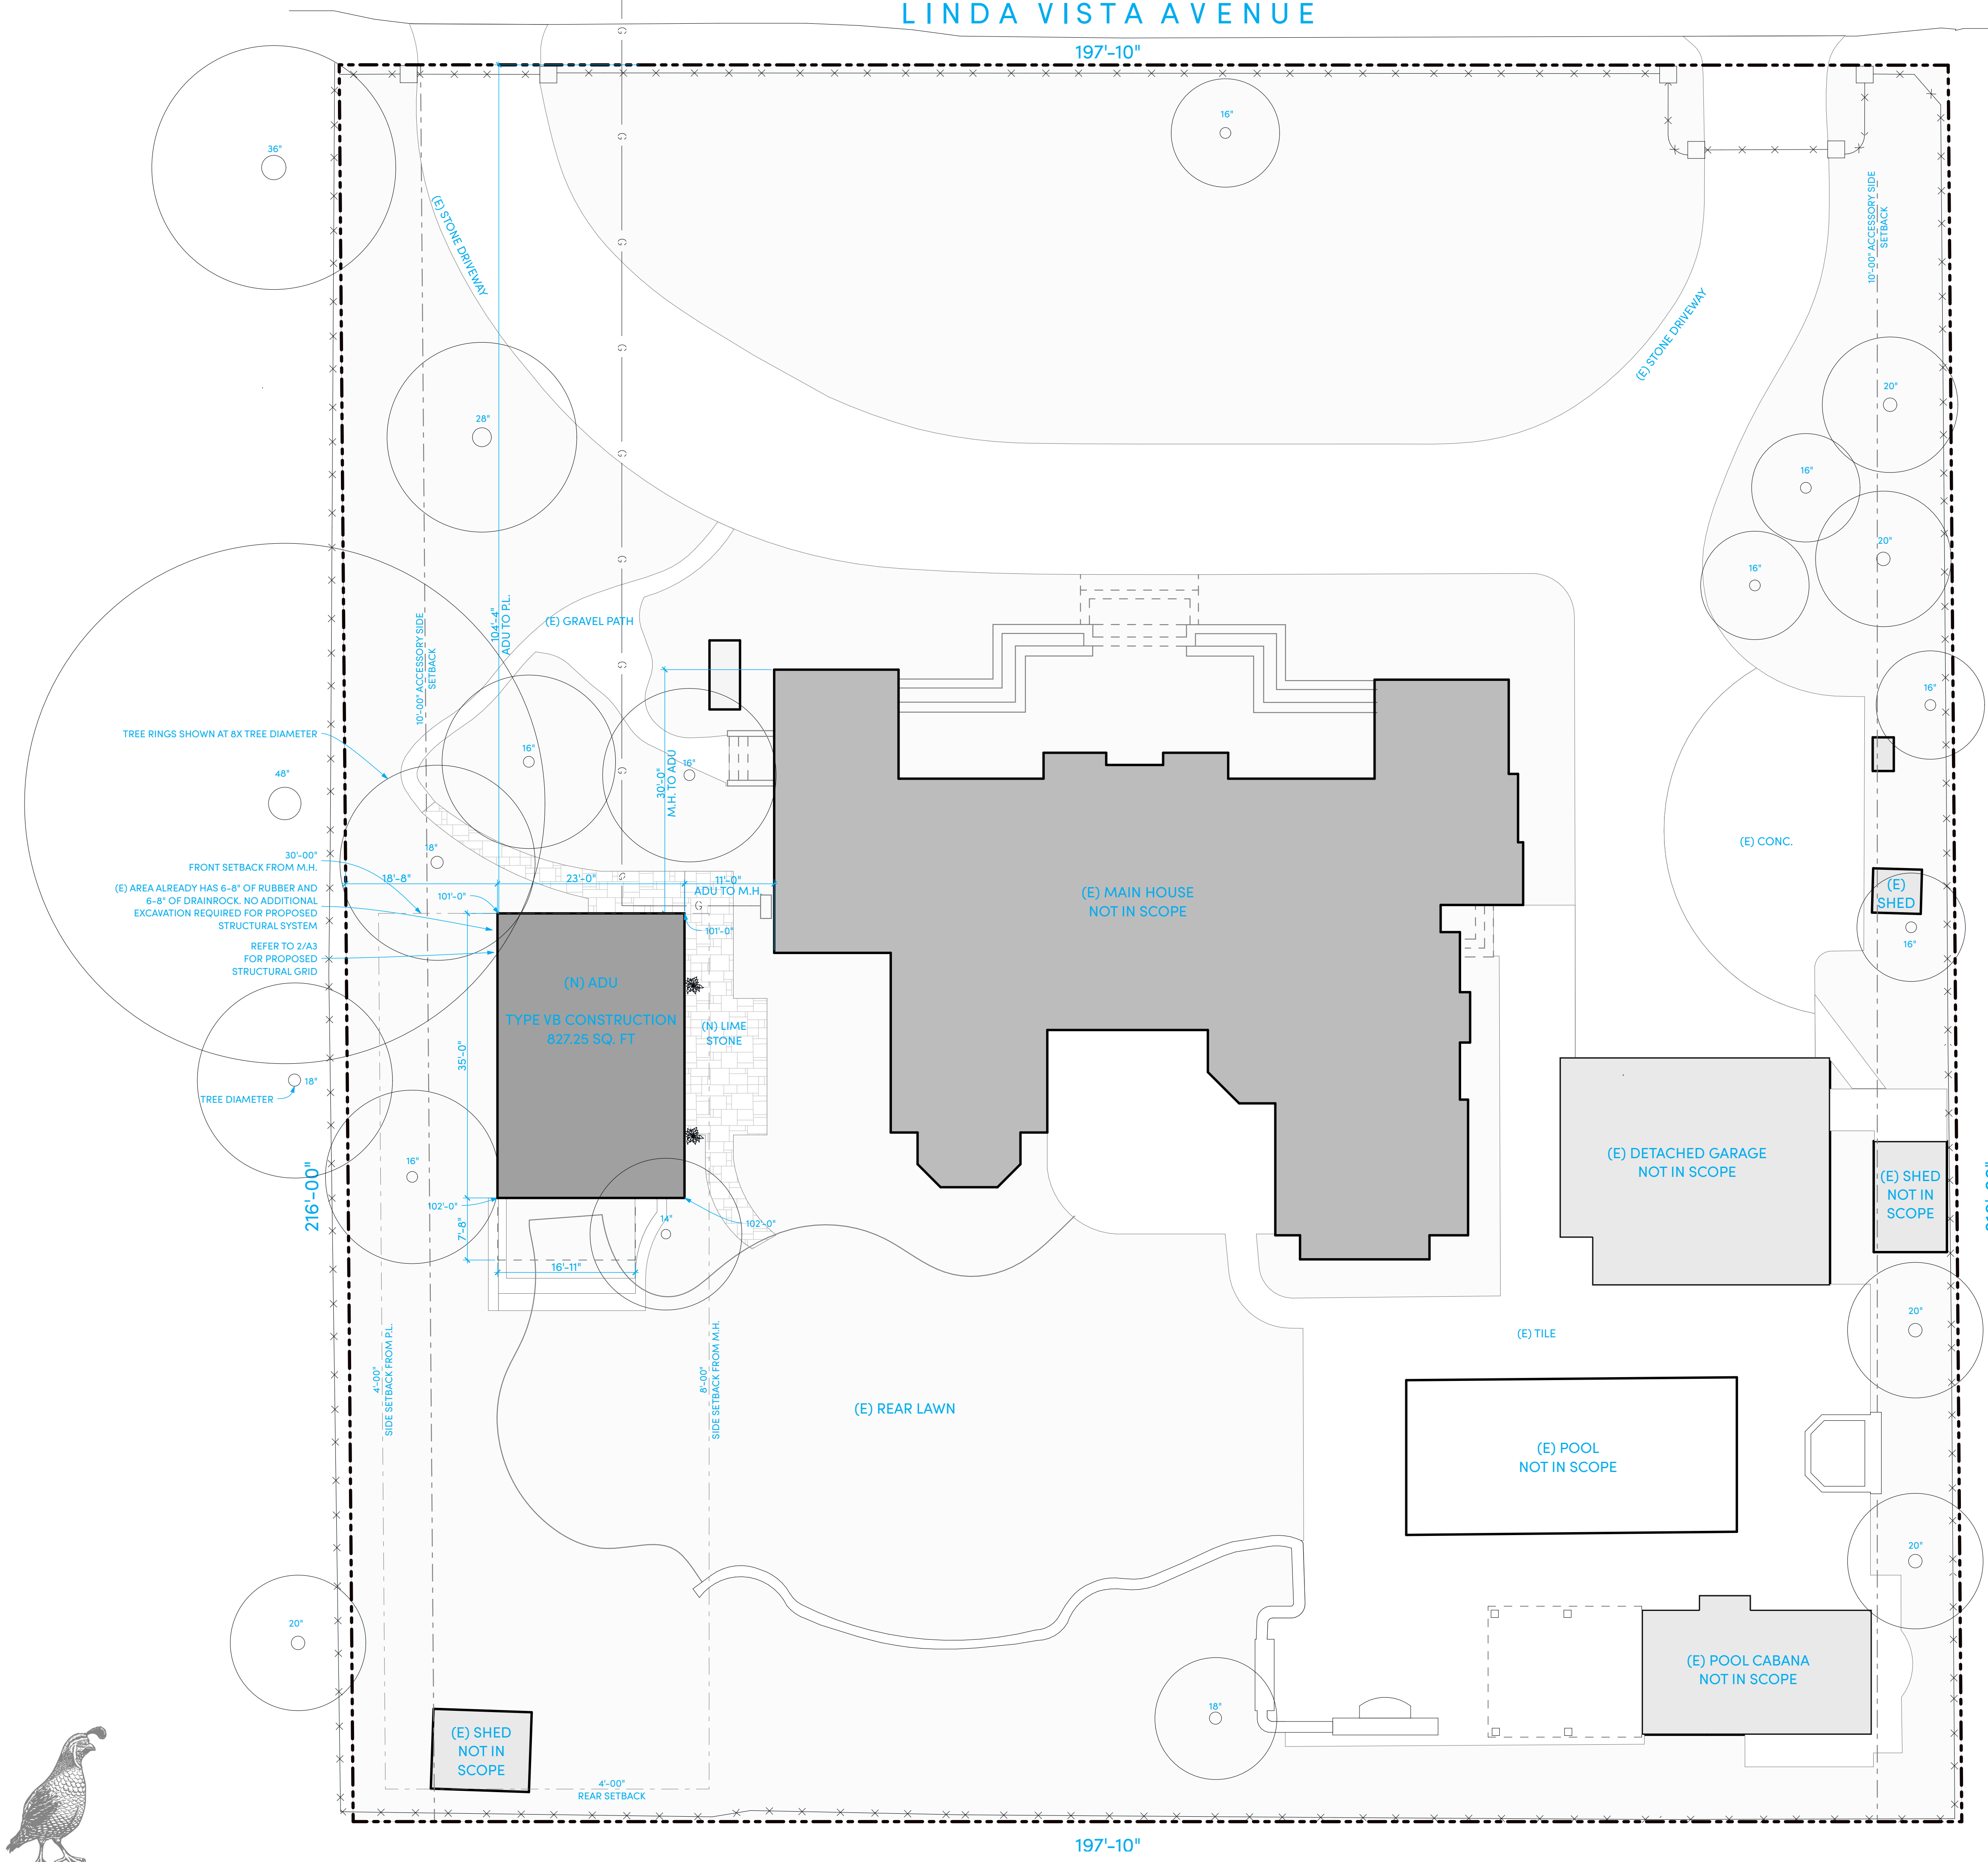 LINDA VISTA AVENUE
197'-10"
16"
36"
G
G
G
G
G
G
G
G
G
G
(E) STONE DRIVEWAY
10'-00" ACCESSORY SIDE
SETBACK
(E) STONE DRIVEWAY
20"
28"
16"
20"
16"
104'-4"
ADU TO P.L.
(E) GRAVEL PATH
10'-00" ACCESSORY SIDE
SETBACK
16"
TREE RINGS SHOWN AT 8X TREE DIAMETER
48"
16"
30'-0"
M.H. TO ADU
16"
(E) CONC.
18"
30'-00"
FRONT SETBACK FROM M.H.
18'-8"
23'-0"
11'-0"
ADU TO M.H.
(E) AREA ALREADY HAS 6-8" OF RUBBER AND
6-8" OF DRAINROCK. NO ADDITIONAL
EXCAVATION REQUIRED FOR PROPOSED
STRUCTURAL SYSTEM
101'-0"
101'-0"
(E) MAIN HOUSE
NOT IN SCOPE
(E)
SHED
16"
REFER TO 2/A3
FOR PROPOSED
STRUCTURAL GRID
(N) ADU
TYPE VB CONSTRUCTION
827.25 SQ. FT
(N) LIME
STONE
35'-0"
18"
TREE DIAMETER
(E) DETACHED GARAGE
NOT IN SCOPE
16"
216'-00"
(E) SHED
NOT IN
SCOPE
102'-0"
14"
102'-0"
7'-8"
16'-11"
20"
(E) TILE
4'-00"
SIDE SETBACK FROM P.L.
8'-00"
SIDE SETBACK FROM M.H.
(E) REAR LAWN
(E) POOL
NOT IN SCOPE
20"
20"
(E) POOL CABANA
NOT IN SCOPE
18"
(E) SHED
NOT IN
SCOPE
4'-00"
REAR SETBACK
197'-10"